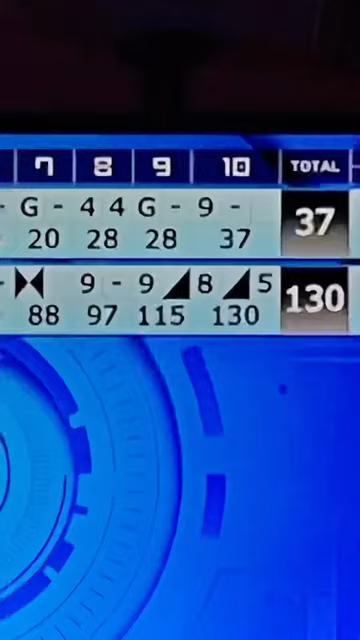 7 8 9 10 TOTAL
- G - 4 4 G - 9 - 37
20 28 28 37
- 9 - 9 ◢ 8 ◢ 5 130
88 97 115 130